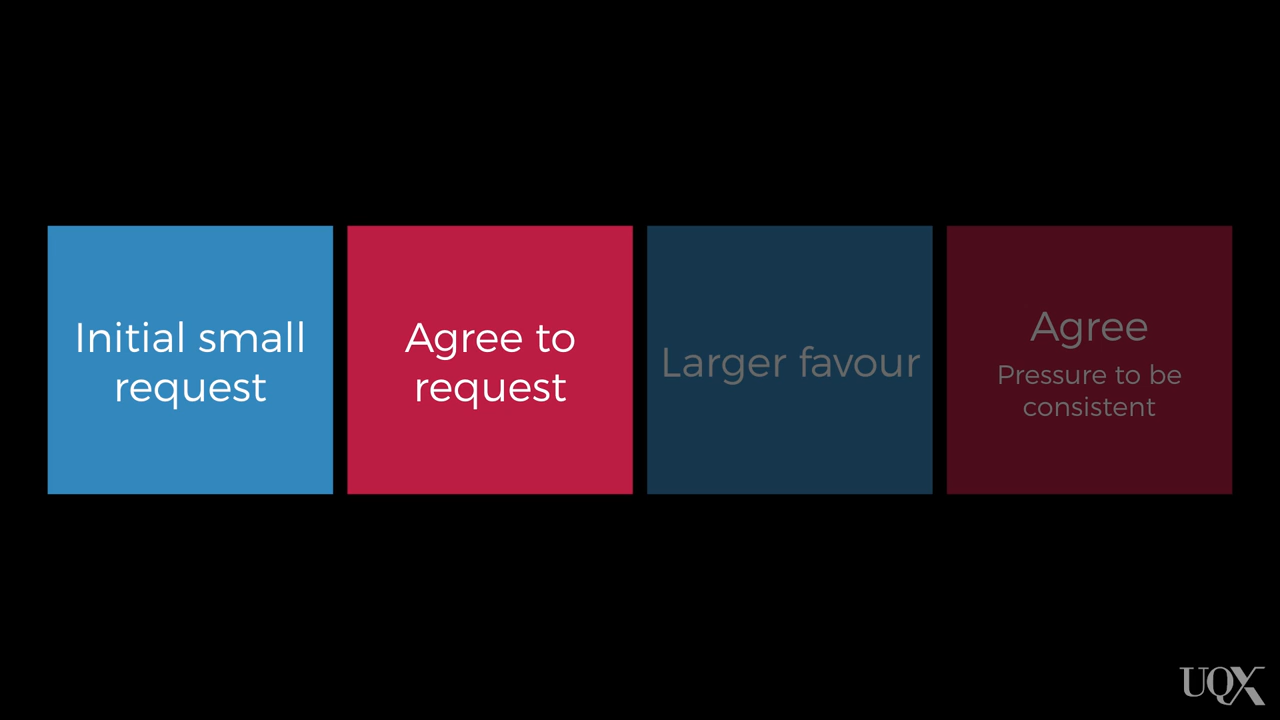 Initial small
request
Agree to
request
Larger favour
Agree
Pressure to be
consistent
UQX